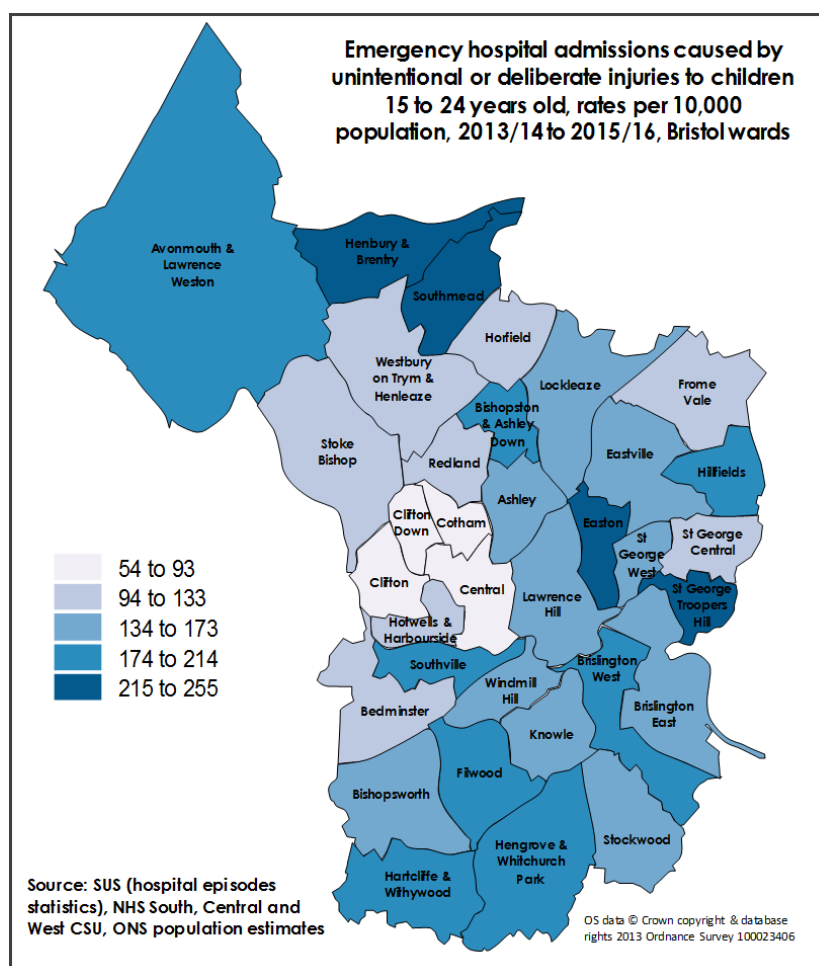 Emergency hospital admissions caused by
unintentional or deliberate injuries to children
15 to 24 years old, rates per 10,000
population, 2013/14 to 2015/16, Bristol wards
Avonmouth &
Lawrence
Weston
Henbury &
Brentry
Southmead
Horfield
Westbury
on Trym &
Henleaze
Lockleaze
Frome
Vale
Bishopston
& Ashley
Down
Stoke
Bishop
Redland
Eastville
Hillfields
Ashley
Clifton
Down
Cotham
Easton
St
George
West
St George
Central
Clifton
Central
Lawrence
Hill
St George
Troopers
Hill
Hotwells &
Harbourside
Southville
Windmill
Hill
Brislington
West
Brislington
East
Bedminster
Knowle
Filwood
Bishopsworth
Stockwood
Hengrove &
Whitchurch
Park
Hartcliffe &
Withywood
54 to 93
94 to 133
134 to 173
174 to 214
215 to 255
Source: SUS (hospital episodes
statistics), NHS South, Central and
West CSU, ONS population estimates
OS data © Crown copyright & database
rights 2013 Ordnance Survey 100023406